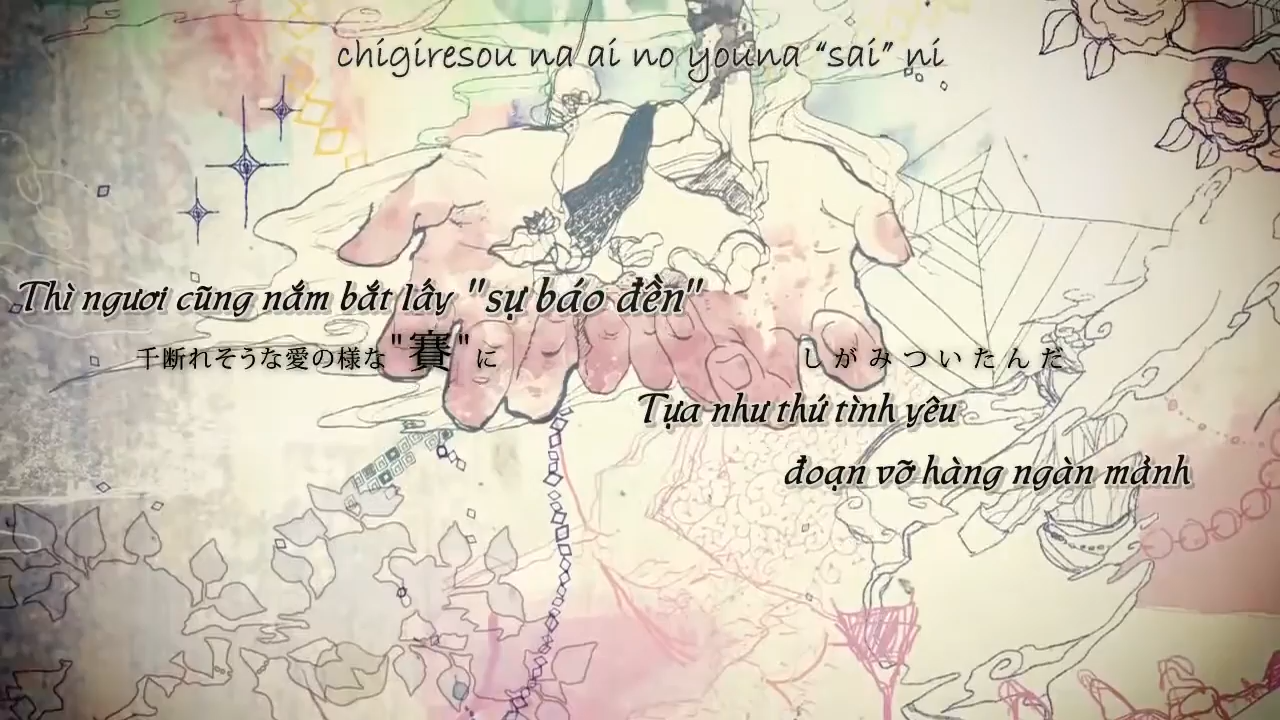 chigiresou na ai no youna “sai” ni
Thì ngươi cũng nắm bắt lấy "sự báo đền"
千断れそうな愛の様な "賽"に
しがみついたんだ
Tựa như thứ tình yêu
đoạn vỡ hàng ngàn mảnh